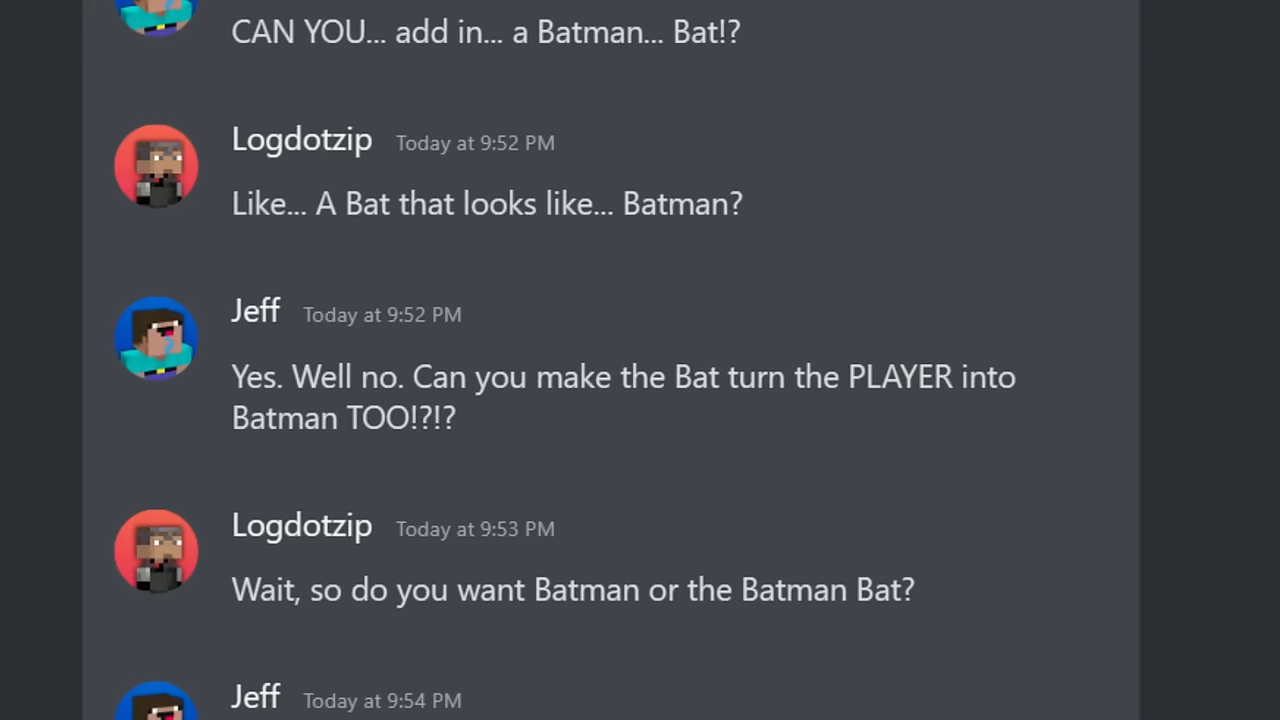 CAN YOU... add in... a Batman... Bat!?
Logdotzip Today at 9:52 PM
Like... A Bat that looks like... Batman?
Jeff Today at 9:52 PM
Yes. Well no. Can you make the Bat turn the PLAYER into
Batman TOO!?!?
Logdotzip Today at 9:53 PM
Wait, so do you want Batman or the Batman Bat?
Jeff Today at 9:54 PM